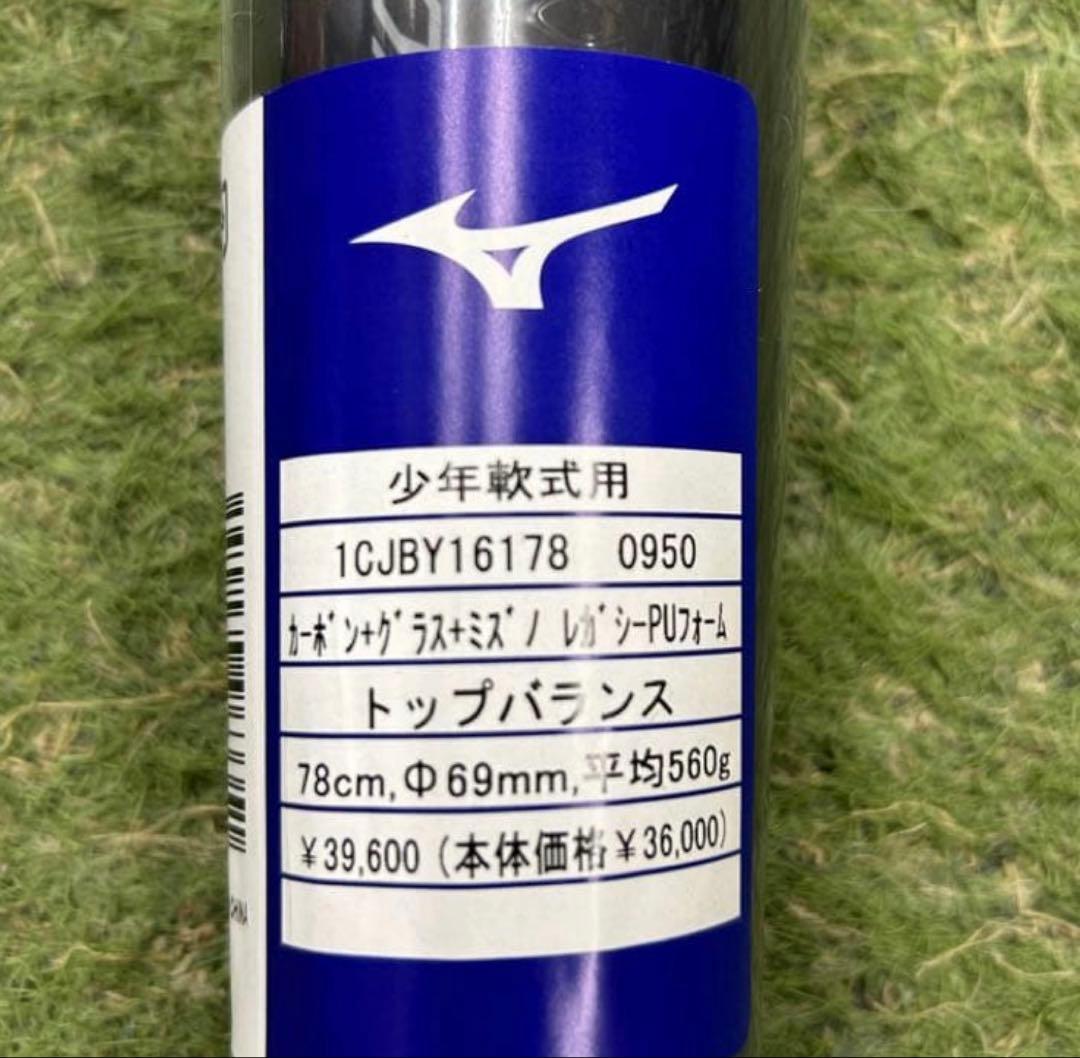 少年軟式用
1CJBY16178 0950
ｶｰﾎﾞﾝ+ｸﾞﾗｽ+ﾐｽﾞﾉ ﾚｶﾞｼｰPUﾌｫｰﾑ
トップバランス
78cm,Φ69mm,平均560g
￥39,600（本体価格￥36,000）